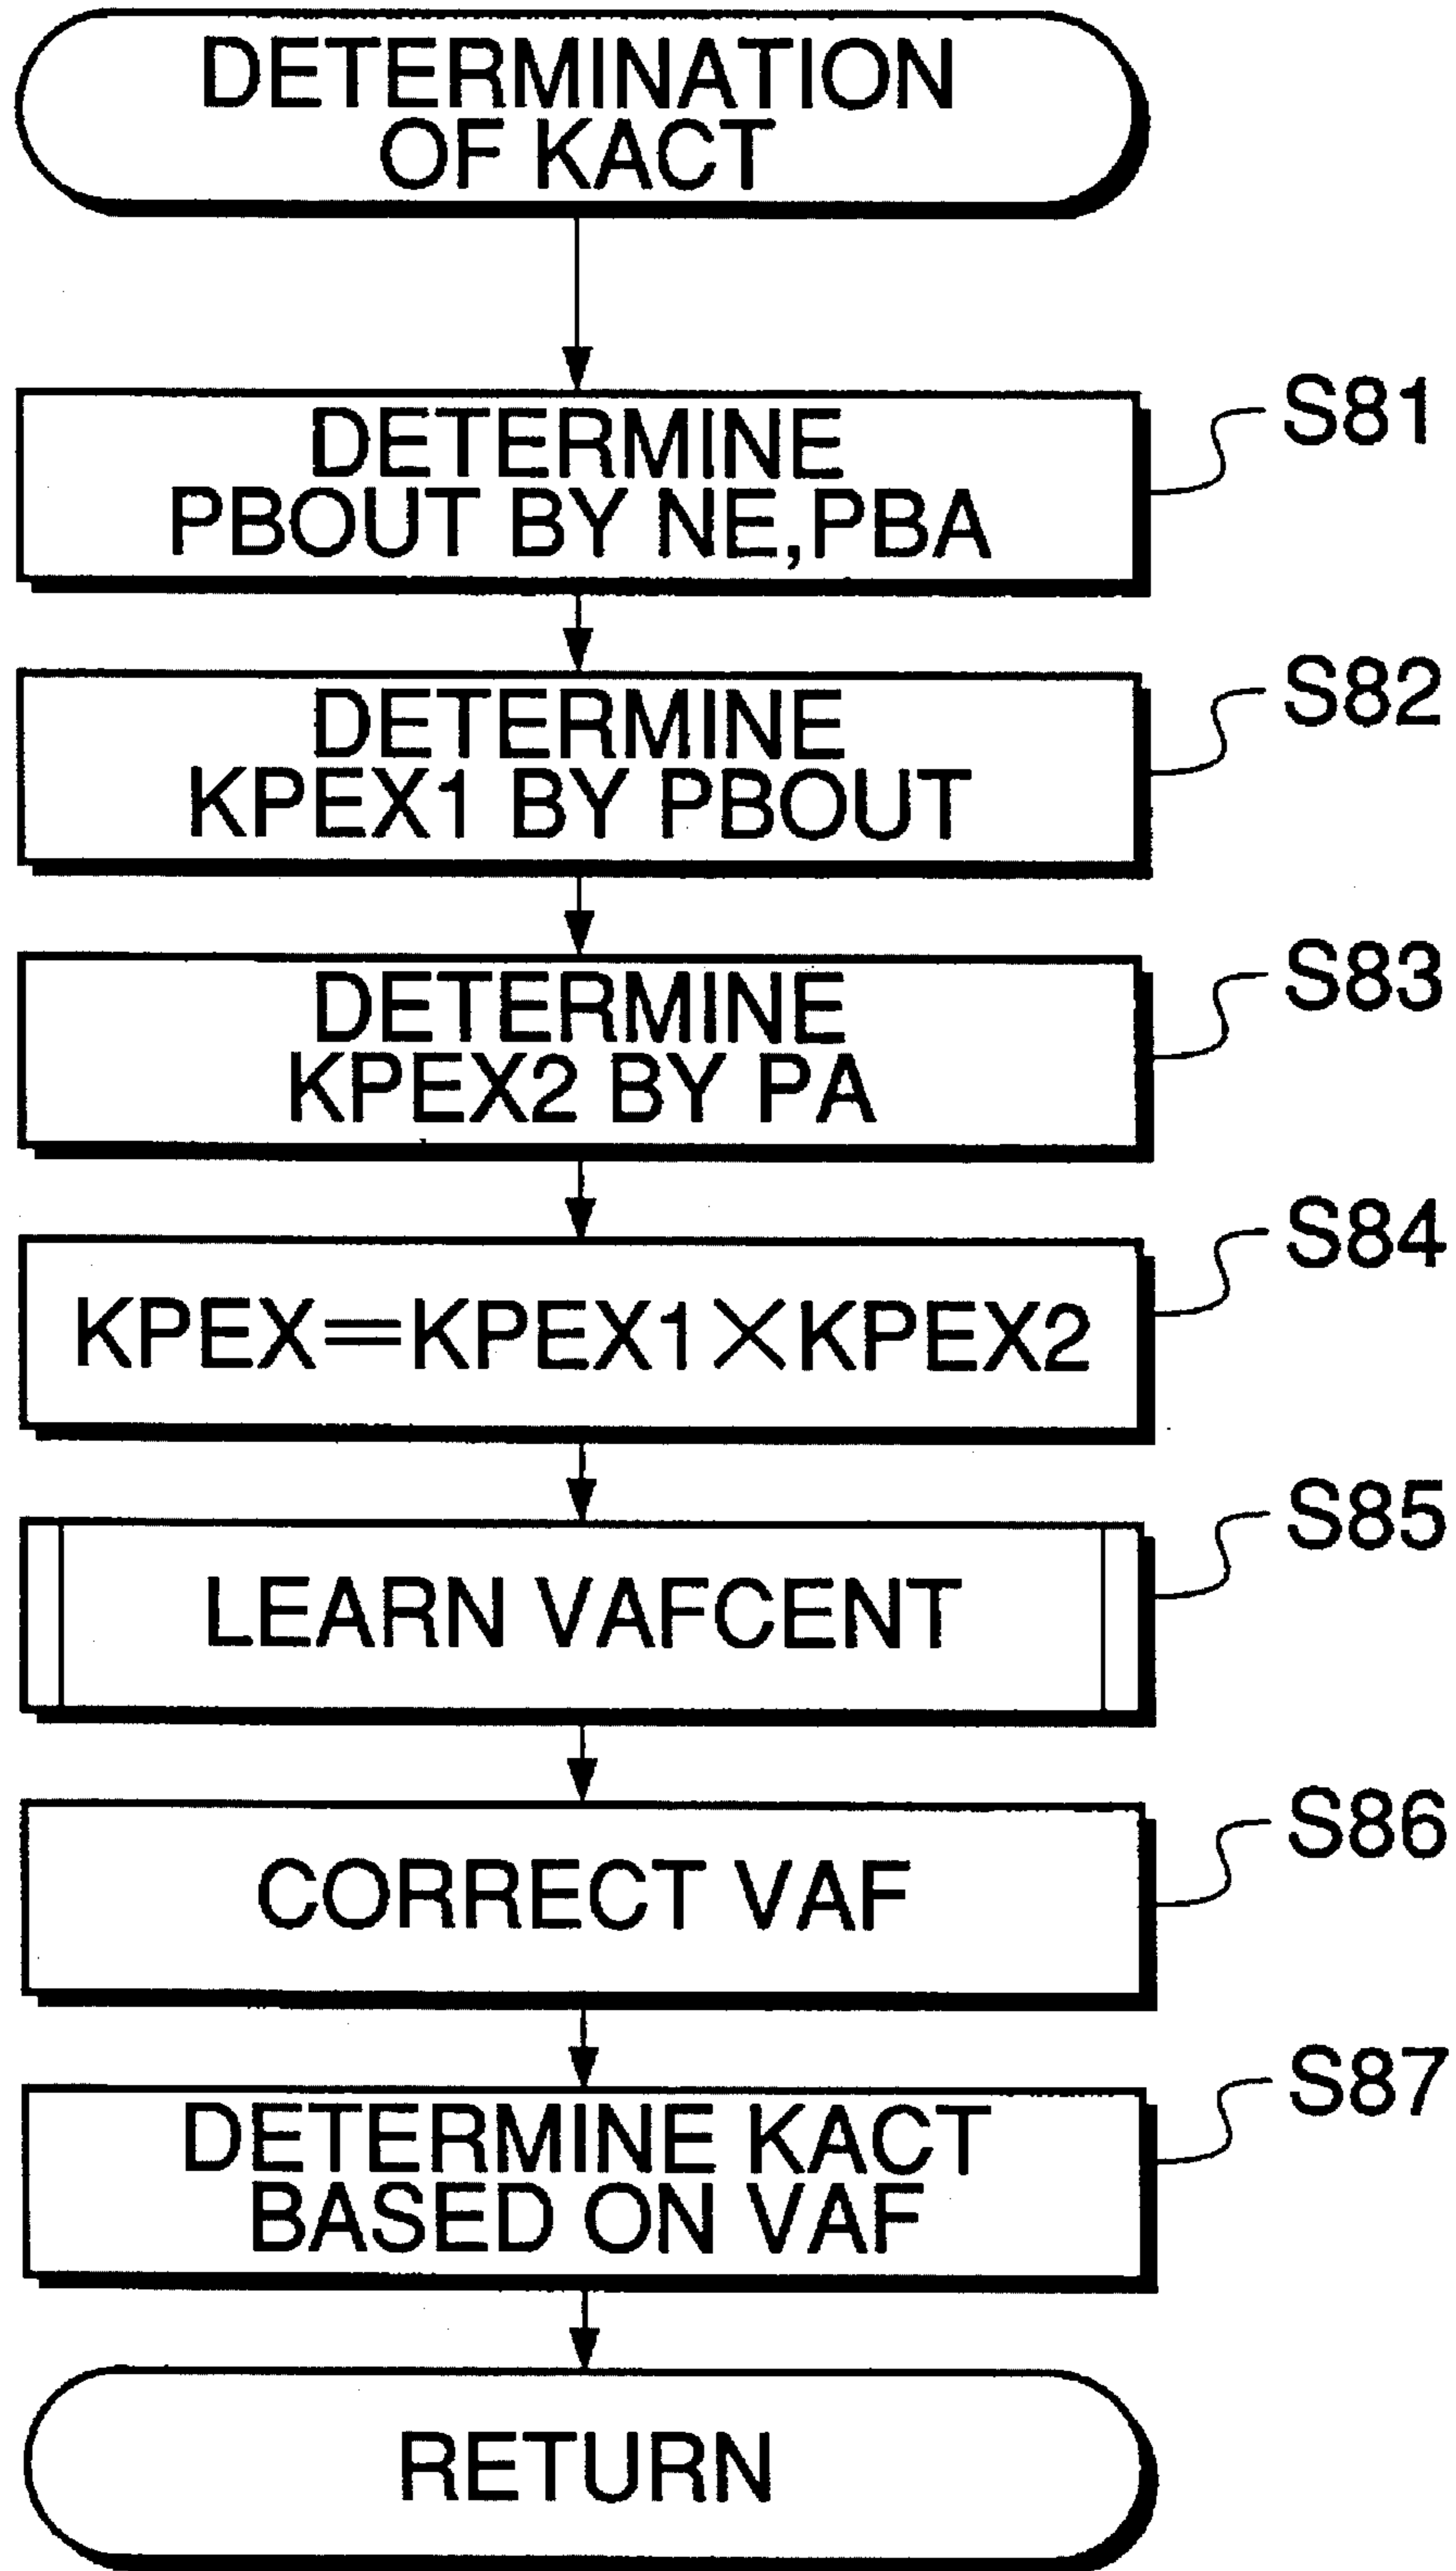 DETERMINATION
OF KACT
S81
DETERMINE
PBOUT BY NE,PBA
S82
DETERMINE
KPEX1 BY PBOUT
S83
DETERMINE
KPEX2 BY PA
S84
KPEX=KPEX1×KPEX2
S85
LEARN VAFCENT
S86
CORRECT VAF
S87
DETERMINE KACT
BASED ON VAF
RETURN